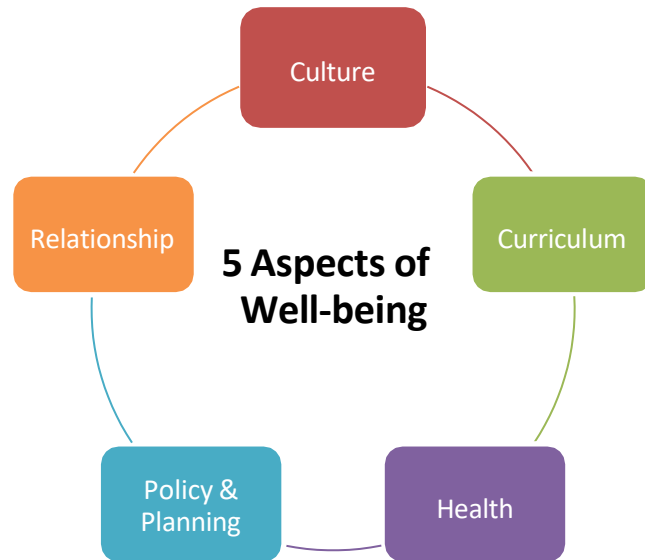 Culture
Relationship
Curriculum
5 Aspects of
Well-being
Policy &
Planning
Health